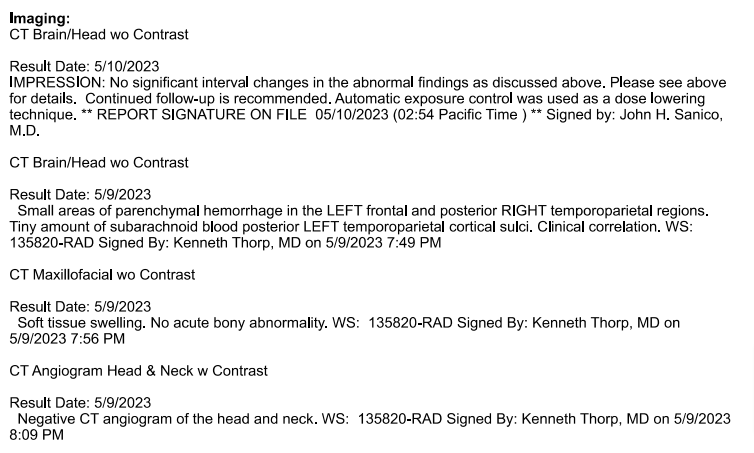 Imaging:
CT Brain/Head wo Contrast
Result Date: 5/10/2023
IMPRESSION: No significant interval changes in the abnormal findings as discussed above. Please see above
for details.  Continued follow-up is recommended. Automatic exposure control was used as a dose lowering
technique. ** REPORT SIGNATURE ON FILE  05/10/2023 (02:54 Pacific Time ) ** Signed by: John H. Sanico,
M.D.
CT Brain/Head wo Contrast
Result Date: 5/9/2023
Small areas of parenchymal hemorrhage in the LEFT frontal and posterior RIGHT temporoparietal regions.
Tiny amount of subarachnoid blood posterior LEFT temporoparietal cortical sulci. Clinical correlation. WS:
135820-RAD Signed By: Kenneth Thorp, MD on 5/9/2023 7:49 PM
CT Maxillofacial wo Contrast
Result Date: 5/9/2023
Soft tissue swelling. No acute bony abnormality. WS:  135820-RAD Signed By: Kenneth Thorp, MD on
5/9/2023 7:56 PM
CT Angiogram Head & Neck w Contrast
Result Date: 5/9/2023
Negative CT angiogram of the head and neck. WS:  135820-RAD Signed By: Kenneth Thorp, MD on 5/9/2023
8:09 PM